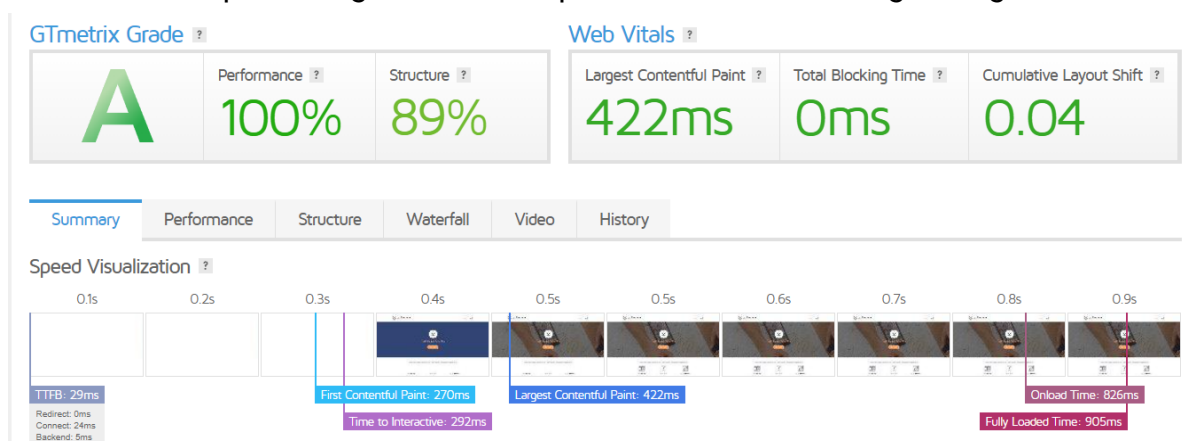 GTmetrix Grade ?
Web Vitals ?
A
Performance ?
100%
Structure ?
89%
Largest Contentful Paint ?
422ms
Total Blocking Time ?
0ms
Cumulative Layout Shift ?
0.04
Summary
Performance
Structure
Waterfall
Video
History
Speed Visualization ?
0.1s 0.2s 0.3s 0.4s 0.5s 0.5s 0.6s 0.7s 0.8s 0.9s
TTFB: 29ms
Redirect: 0ms
Connect: 24ms
Backend: 5ms
First Contentful Paint: 270ms
Time to Interactive: 292ms
Largest Contentful Paint: 422ms
Onload Time: 826ms
Fully Loaded Time: 905ms